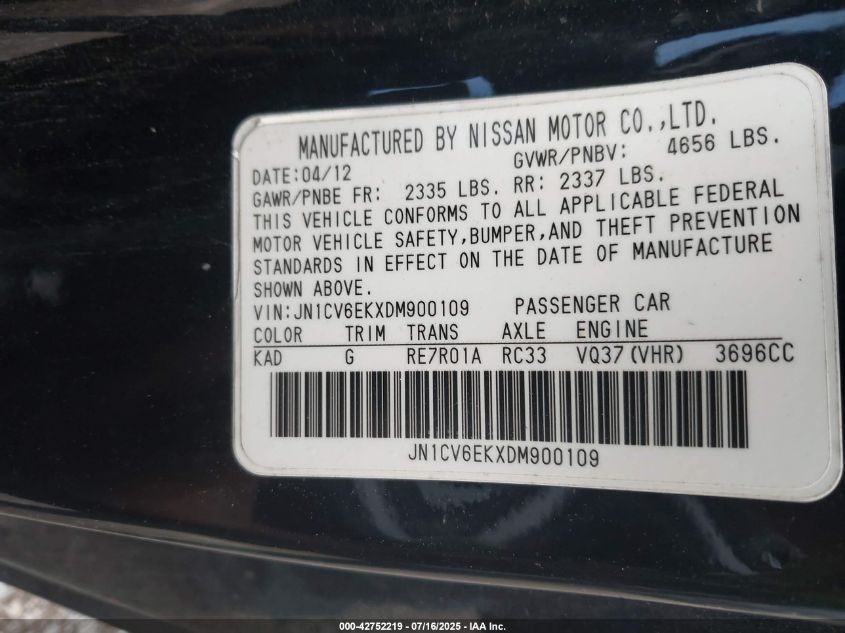 MANUFACTURED BY NISSAN MOTOR CO.,LTD.
DATE:04/12 GVWR/PNBV: 4656 LBS.
GAWR/PNBE FR: 2335 LBS. RR: 2337 LBS.
THIS VEHICLE CONFORMS TO ALL APPLICABLE FEDERAL
MOTOR VEHICLE SAFETY,BUMPER,AND THEFT PREVENTION
STANDARDS IN EFFECT ON THE DATE OF MANUFACTURE
SHOWN ABOVE.
VIN:JN1CV6EKXDM900109 PASSENGER CAR
COLOR TRIM TRANS AXLE ENGINE
KAD G RE7R01A RC33 VQ37(VHR) 3696CC
JN1CV6EKXDM900109
000-42752219 - 07/16/2025 - IAA Inc.